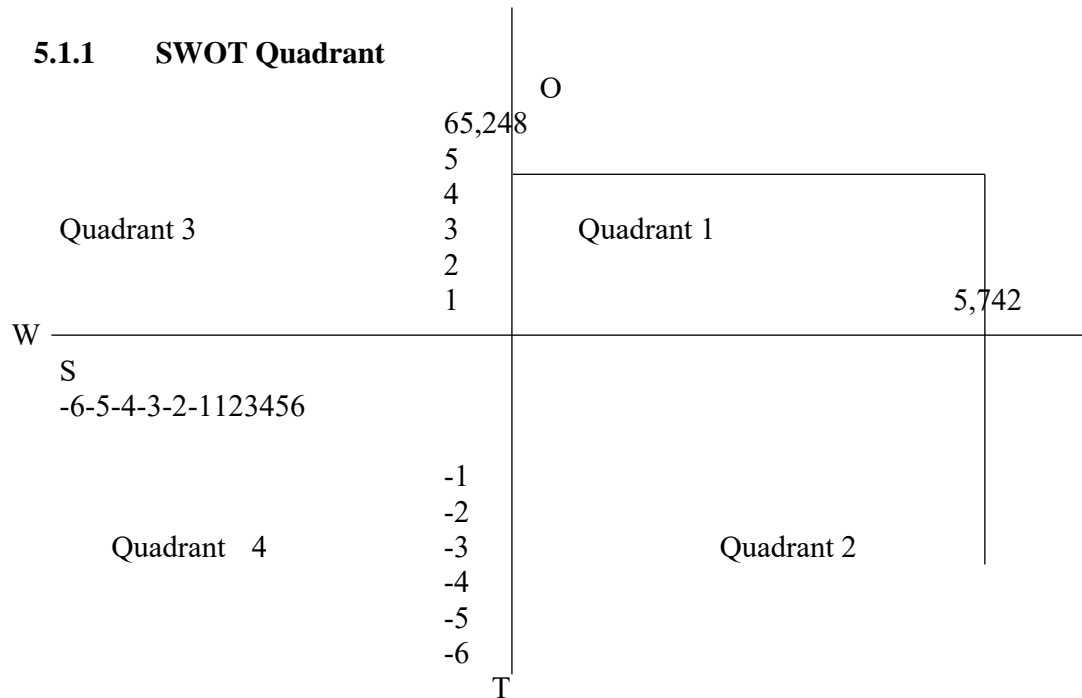 5.1.1 SWOT Quadrant
O
65,248
5
4
Quadrant 3 3 Quadrant 1
2
1 5,742
W
S
-6-5-4-3-2-1123456
-1
-2
Quadrant 4 -3 Quadrant 2
-4
-5
-6
T